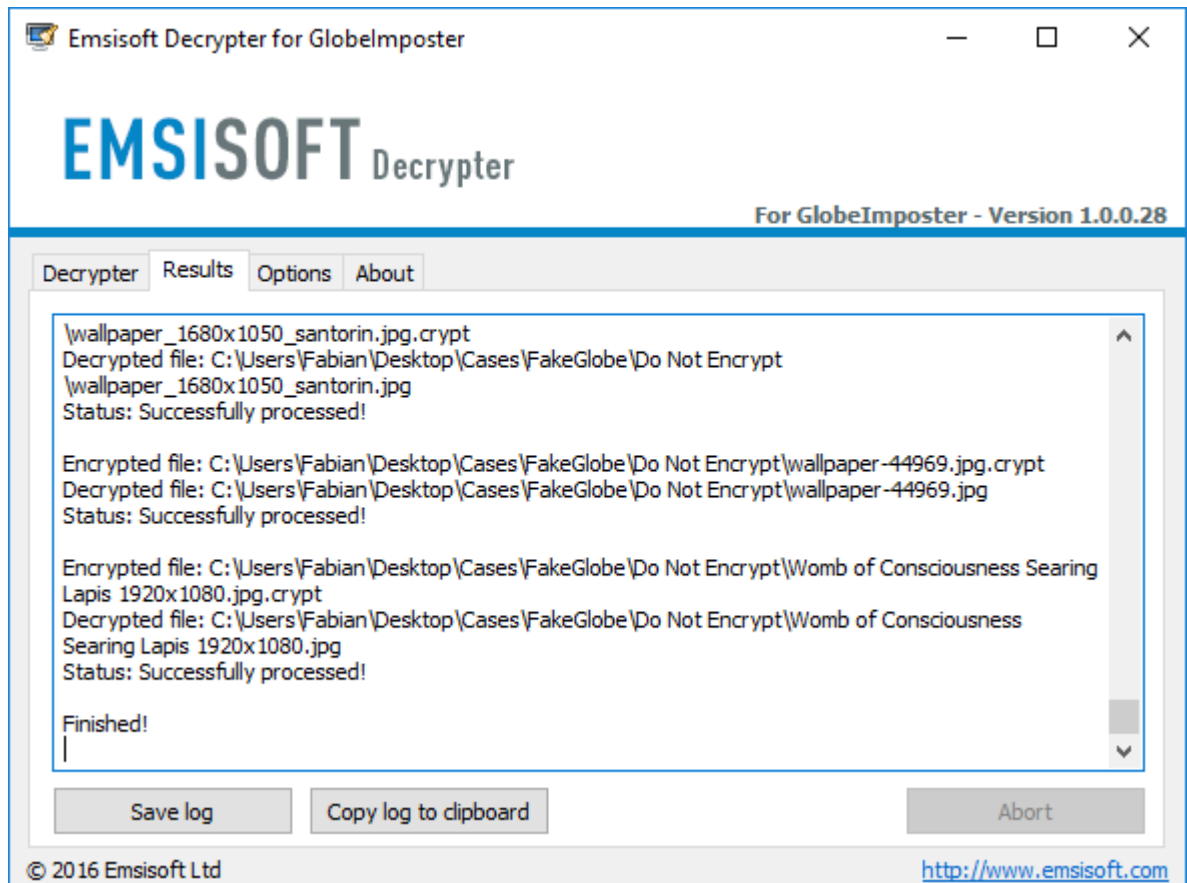 Emsisoft Decrypter for GlobeImposter
EMSISOFT Decrypter
For GlobeImposter - Version 1.0.0.28
Decrypter Results Options About
\wallpaper_1680x1050_santorin.jpg.crypt
Decrypted file: C:\Users\Fabian\Desktop\Cases\FakeGlobe\Do Not Encrypt
\wallpaper_1680x1050_santorin.jpg
Status: Successfully processed!
Encrypted file: C:\Users\Fabian\Desktop\Cases\FakeGlobe\Do Not Encrypt\wallpaper-44969.jpg.crypt
Decrypted file: C:\Users\Fabian\Desktop\Cases\FakeGlobe\Do Not Encrypt\wallpaper-44969.jpg
Status: Successfully processed!
Encrypted file: C:\Users\Fabian\Desktop\Cases\FakeGlobe\Do Not Encrypt\Womb of Consciousness Searing
Lapis 1920x1080.jpg.crypt
Decrypted file: C:\Users\Fabian\Desktop\Cases\FakeGlobe\Do Not Encrypt\Womb of Consciousness
Searing Lapis 1920x1080.jpg
Status: Successfully processed!
Finished!
Save log Copy log to clipboard Abort
© 2016 Emsisoft Ltd http://www.emsisoft.com